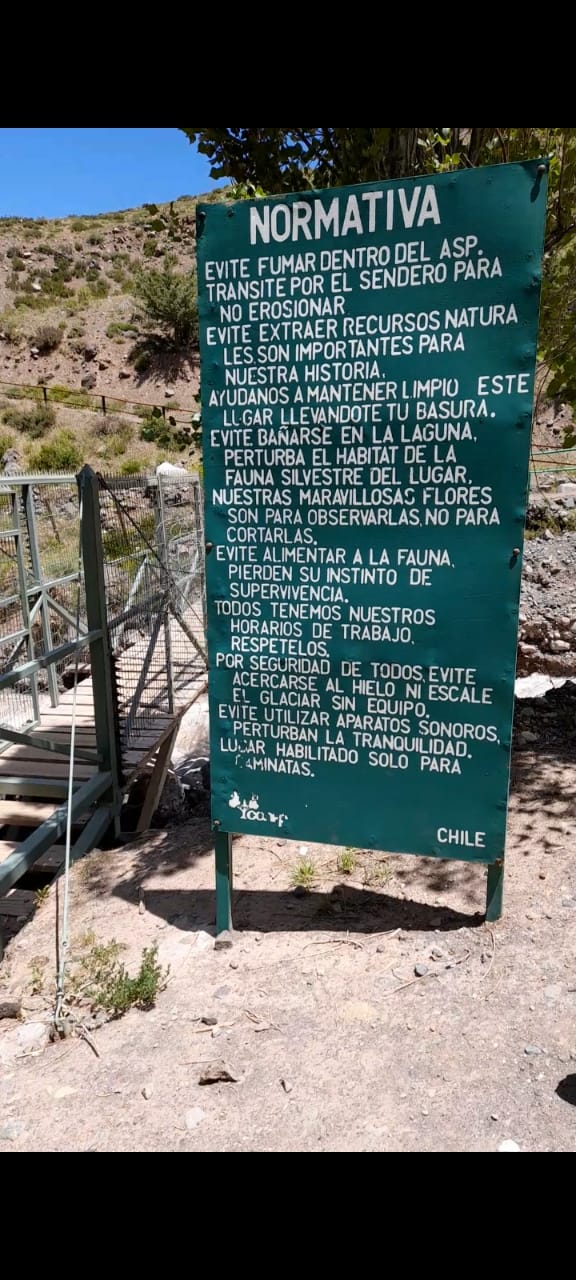 NORMATIVA
EVITE FUMAR DENTRO DEL ASP.
TRANSITE POR EL SENDERO PARA
NO EROSIONAR
EVITE EXTRAER RECURSOS NATURA
LES, SON IMPORTANTES PARA
NUESTRA HISTORIA.
AYUDANOS A MANTENER LIMPIO ESTE
LUGAR LLEVANDOTE TU BASURA.
EVITE BAÑARSE EN LA LAGUNA,
PERTURBA EL HABITAT DE LA
FAUNA SILVESTRE DEL LUGAR,
NUESTRAS MARAVILLOSAS FLORES
SON PARA OBSERVARLAS, NO PARA
CORTARLAS.
EVITE ALIMENTAR A LA FAUNA,
PIERDEN SU INSTINTO DE
SUPERVIVENCIA.
TODOS TENEMOS NUESTROS
HORARIOS DE TRABAJO,
RESPETELOS.
POR SEGURIDAD DE TODOS, EVITE
ACERCARSE AL HIELO NI ESCALE
EL GLACIAR SIN EQUIPO.
EVITE UTILIZAR APARATOS SONOROS,
PERTURBAN LA TRANQUILIDAD.
LUGAR HABILITADO SOLO PARA
CAMINATAS.
CHILE